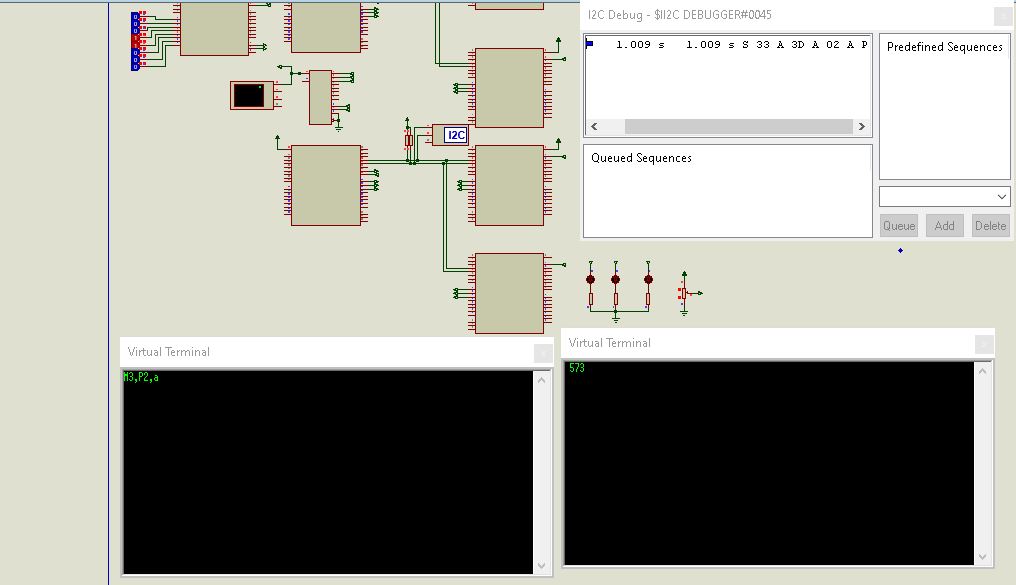 I2C Debug - $II2C DEBUGGER#0045
1.009 s 1.009 s S 33 A 3D A 02 A P
Predefined Sequences
I2C
Queued Sequences
Queue Add Delete
Virtual Terminal
M3,P2,a
Virtual Terminal
573